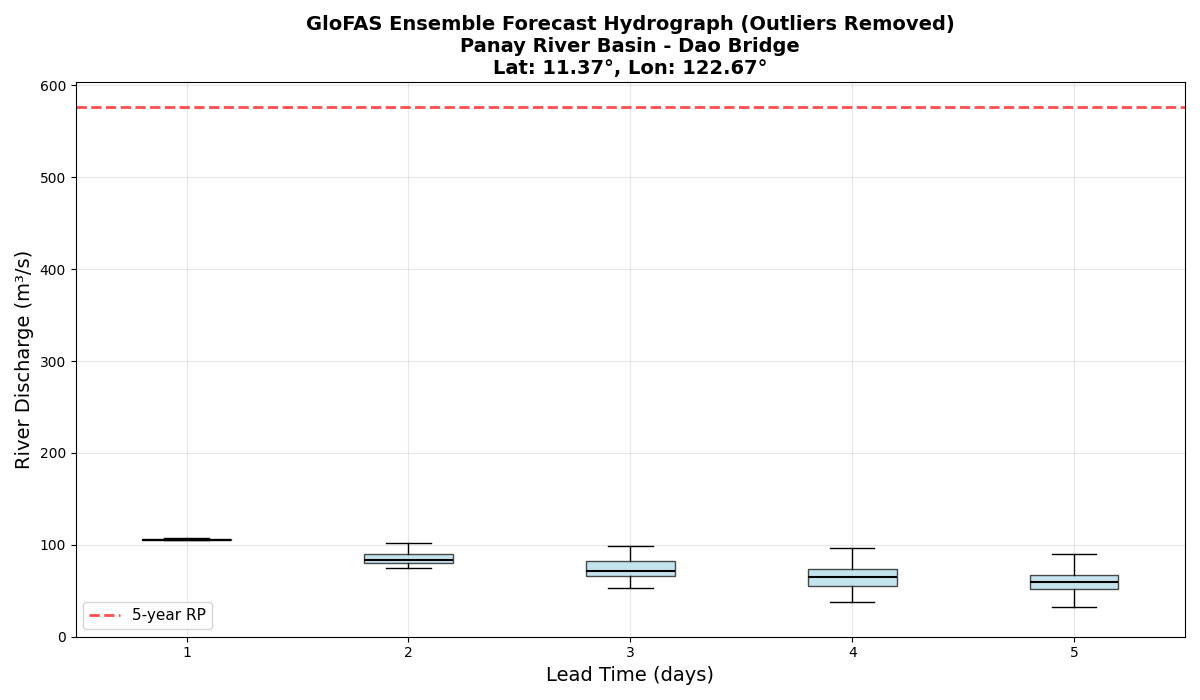 GloFAS Ensemble Forecast Hydrograph (Outliers Removed)
Panay River Basin - Dao Bridge
Lat: 11.37°, Lon: 122.67°
River Discharge (m³/s)
600
500
400
300
200
100
0
5-year RP
1 2 3 4 5
Lead Time (days)